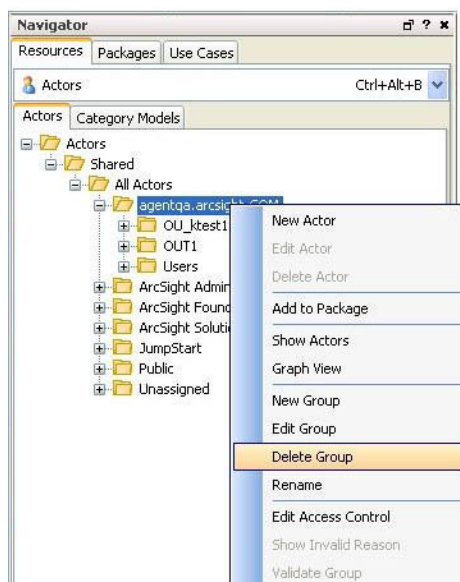 Navigator
Resources Packages Use Cases
Actors Ctrl+Alt+B
Actors Category Models
Actors
Shared
All Actors
agentqa.arcsight.COM
OU_ktest1
OUT1
Users
ArcSight Admin
ArcSight Found
ArcSight Soluti
JumpStart
Public
Unassigned
New Actor
Edit Actor
Delete Actor
Add to Package
Show Actors
Graph View
New Group
Edit Group
Delete Group
Rename
Edit Access Control
Show Invalid Reason
Validate Group